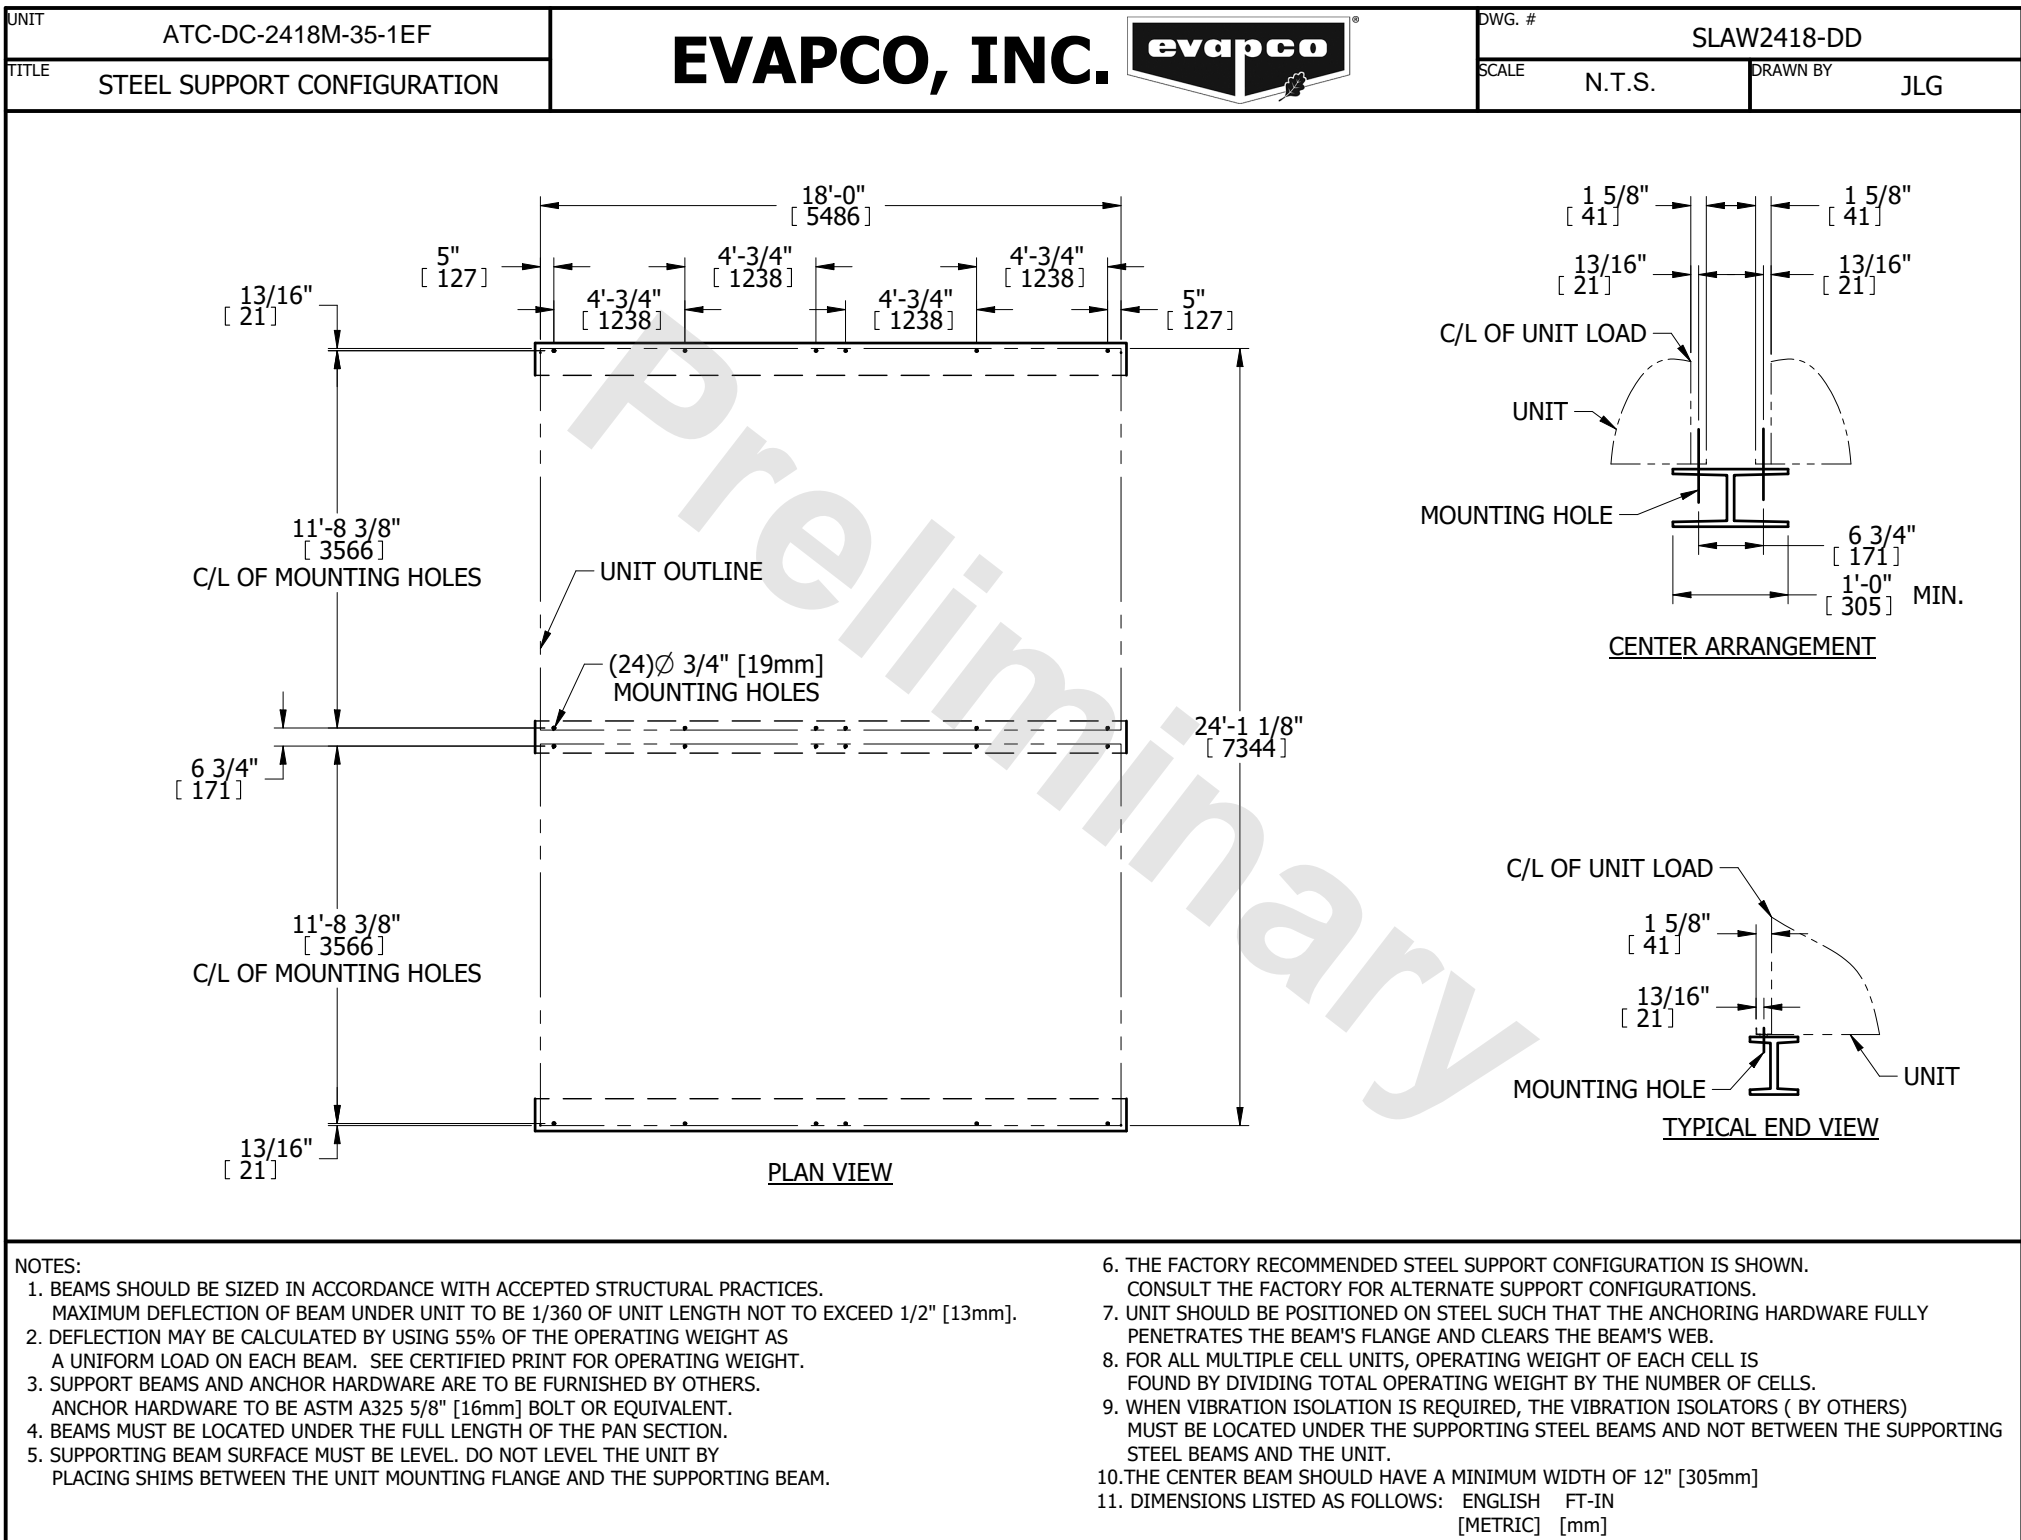 UNIT
ATC-DC-2418M-35-1EF
TITLE
STEEL SUPPORT CONFIGURATION
EVAPCO, INC.
evapco®
DWG. #
SLAW2418-DD
SCALE
N.T.S.
DRAWN BY
JLG
18'-0"
[ 5486 ]
5"
[ 127 ]
4'-3/4"
[ 1238 ]
4'-3/4"
[ 1238 ]
13/16"
[ 21 ]
4'-3/4"
[ 1238 ]
4'-3/4"
[ 1238 ]
5"
[ 127 ]
11'-8 3/8"
[ 3566 ]
C/L OF MOUNTING HOLES
UNIT OUTLINE
(24)Ø 3/4" [19mm]
MOUNTING HOLES
24'-1 1/8"
[ 7344 ]
6 3/4"
[ 171 ]
11'-8 3/8"
[ 3566 ]
C/L OF MOUNTING HOLES
13/16"
[ 21 ]
PLAN VIEW
Preliminary
1 5/8"
[ 41 ]
1 5/8"
[ 41 ]
13/16"
[ 21 ]
13/16"
[ 21 ]
C/L OF UNIT LOAD
UNIT
MOUNTING HOLE
6 3/4"
[ 171 ]
1'-0"
[ 305 ] MIN.
CENTER ARRANGEMENT
C/L OF UNIT LOAD
1 5/8"
[ 41 ]
13/16"
[ 21 ]
MOUNTING HOLE
UNIT
TYPICAL END VIEW
NOTES:
1. BEAMS SHOULD BE SIZED IN ACCORDANCE WITH ACCEPTED STRUCTURAL PRACTICES.
MAXIMUM DEFLECTION OF BEAM UNDER UNIT TO BE 1/360 OF UNIT LENGTH NOT TO EXCEED 1/2" [13mm].
2. DEFLECTION MAY BE CALCULATED BY USING 55% OF THE OPERATING WEIGHT AS
A UNIFORM LOAD ON EACH BEAM. SEE CERTIFIED PRINT FOR OPERATING WEIGHT.
3. SUPPORT BEAMS AND ANCHOR HARDWARE ARE TO BE FURNISHED BY OTHERS.
ANCHOR HARDWARE TO BE ASTM A325 5/8" [16mm] BOLT OR EQUIVALENT.
4. BEAMS MUST BE LOCATED UNDER THE FULL LENGTH OF THE PAN SECTION.
5. SUPPORTING BEAM SURFACE MUST BE LEVEL. DO NOT LEVEL THE UNIT BY
PLACING SHIMS BETWEEN THE UNIT MOUNTING FLANGE AND THE SUPPORTING BEAM.
6. THE FACTORY RECOMMENDED STEEL SUPPORT CONFIGURATION IS SHOWN.
CONSULT THE FACTORY FOR ALTERNATE SUPPORT CONFIGURATIONS.
7. UNIT SHOULD BE POSITIONED ON STEEL SUCH THAT THE ANCHORING HARDWARE FULLY
PENETRATES THE BEAM'S FLANGE AND CLEARS THE BEAM'S WEB.
8. FOR ALL MULTIPLE CELL UNITS, OPERATING WEIGHT OF EACH CELL IS
FOUND BY DIVIDING TOTAL OPERATING WEIGHT BY THE NUMBER OF CELLS.
9. WHEN VIBRATION ISOLATION IS REQUIRED, THE VIBRATION ISOLATORS ( BY OTHERS)
MUST BE LOCATED UNDER THE SUPPORTING STEEL BEAMS AND NOT BETWEEN THE SUPPORTING
STEEL BEAMS AND THE UNIT.
10.THE CENTER BEAM SHOULD HAVE A MINIMUM WIDTH OF 12" [305mm]
11. DIMENSIONS LISTED AS FOLLOWS: ENGLISH FT-IN
[METRIC] [mm]